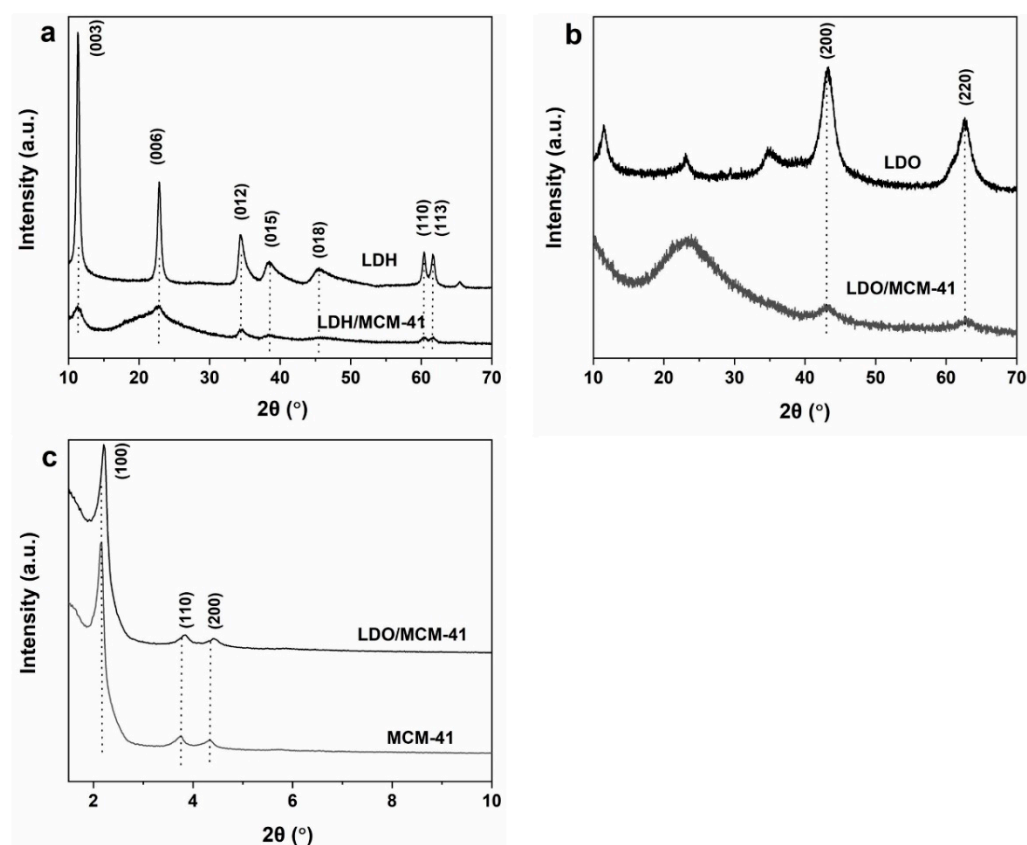 a
(003)
(006)
(012)
(015)
(018)
(110)
(113)
LDH
LDH/MCM-41
Intensity (a.u.)
10 20 30 40 50 60 70
2θ (°)
b
(200)
(220)
LDO
LDO/MCM-41
Intensity (a.u.)
10 20 30 40 50 60 70
2θ (°)
c
(100)
(110)
(200)
LDO/MCM-41
MCM-41
Intensity (a.u.)
2 4 6 8 10
2θ (°)